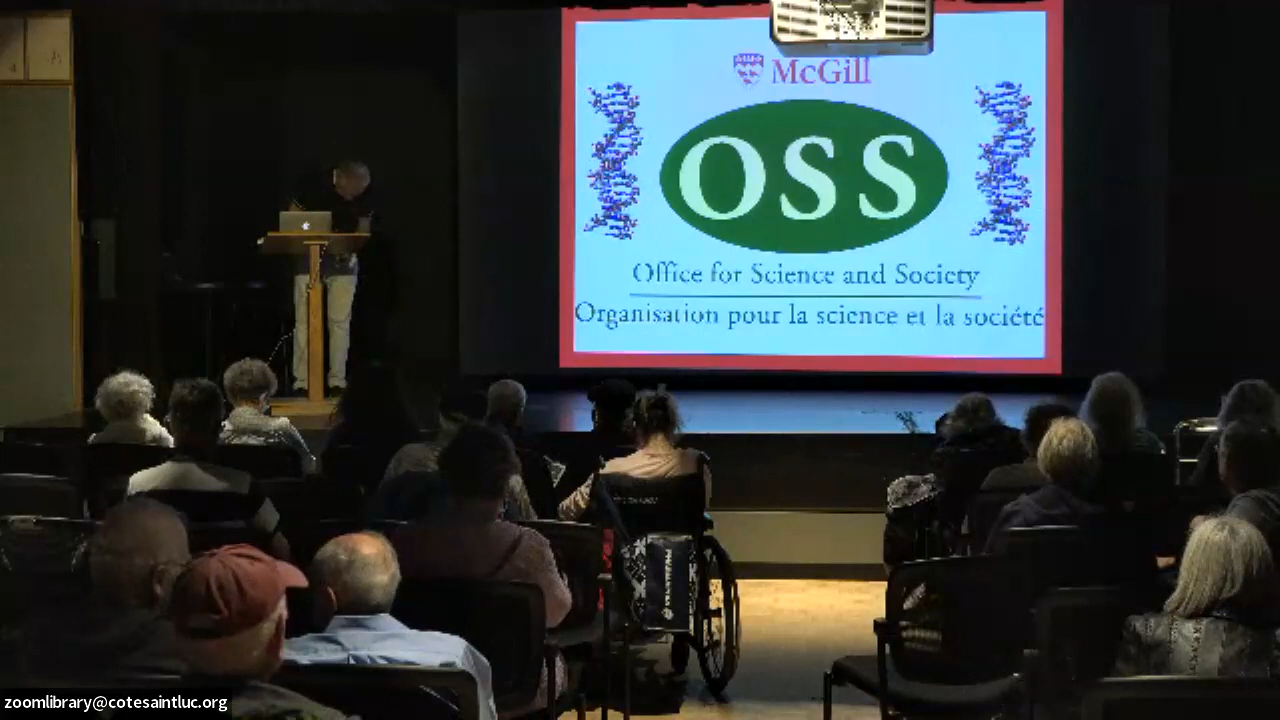 McGill
OSS
Office for Science and Society
Organisation pour la science et la société
zoomlibrary@cotesaintluc.org